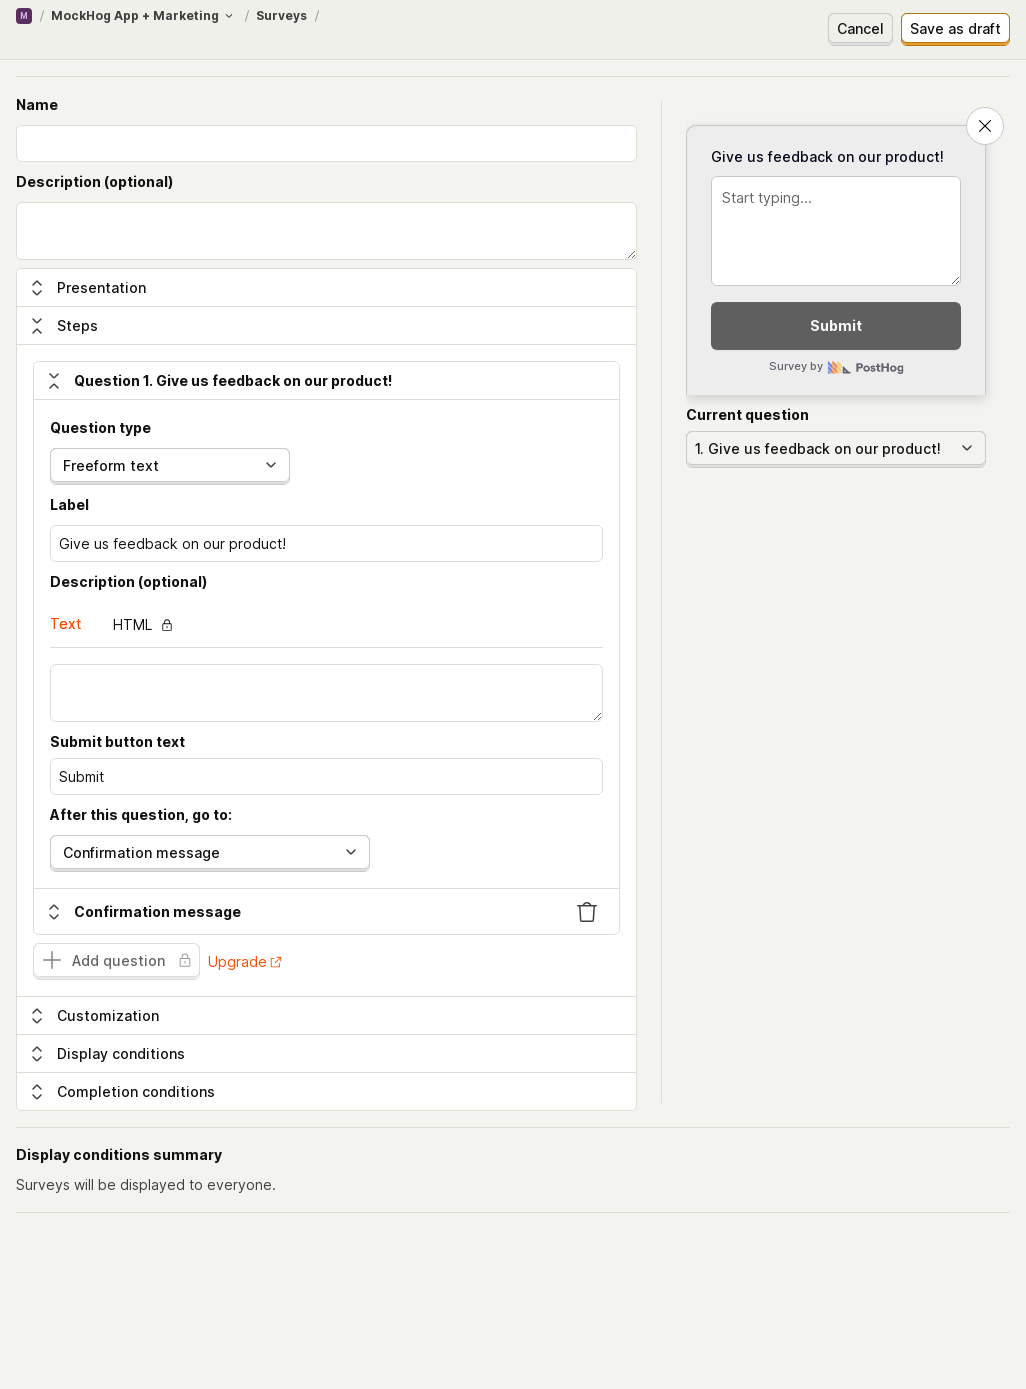 M / MockHog App + Marketing / Surveys /
Cancel
Save as draft
Name
Description (optional)
Presentation
Steps
Question 1. Give us feedback on our product!
Question type
Freeform text
Label
Give us feedback on our product!
Description (optional)
Text
HTML
Submit button text
Submit
After this question, go to:
Confirmation message
Confirmation message
Add question
Upgrade
Customization
Display conditions
Completion conditions
Give us feedback on our product!
Start typing...
Submit
Survey by PostHog
Current question
1. Give us feedback on our product!
Display conditions summary
Surveys will be displayed to everyone.